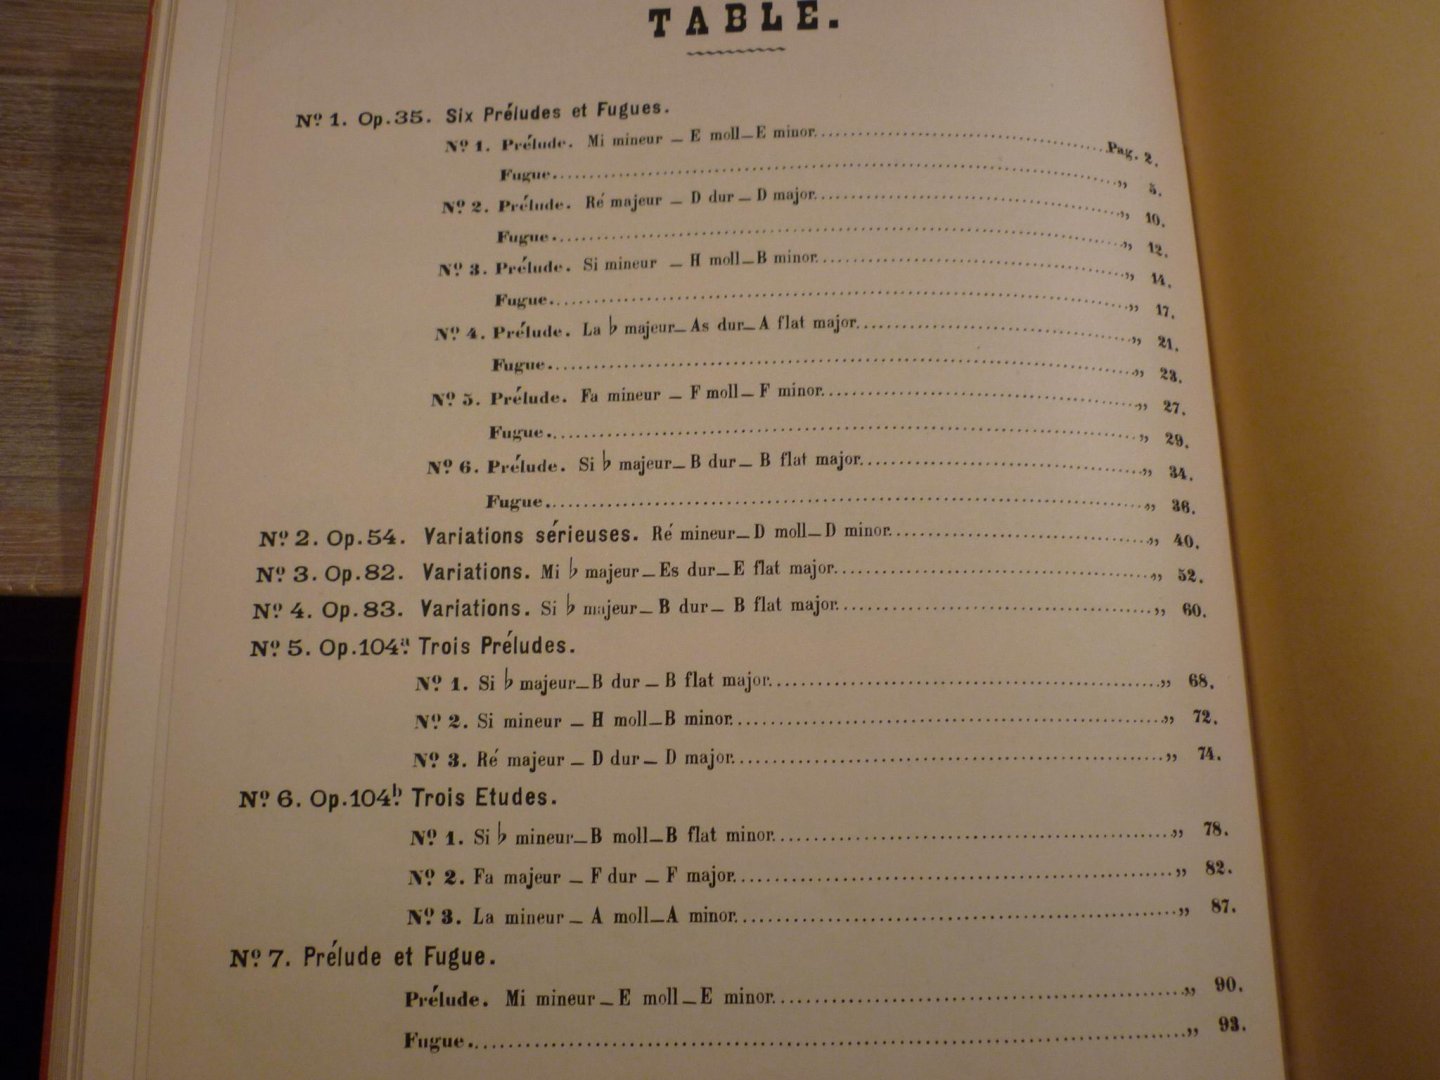 TABLE.
Nº 1. Op. 35. Six Préludes et Fugues.
Nº 1. Prélude. Mi mineur _ E moll _ E minor. Pag. 2.
Fugue. „ 5.
Nº 2. Prélude. Ré majeur _ D dur _ D major. „ 10.
Fugue. „ 12.
Nº 3. Prélude. Si mineur _ H moll _ B minor. „ 14.
Fugue. „ 17.
Nº 4. Prélude. La ♭ majeur _ As dur _ A flat major. „ 21.
Fugue. „ 23.
Nº 5. Prélude. Fa mineur _ F moll _ F minor. „ 27.
Fugue. „ 29.
Nº 6. Prélude. Si ♭ majeur _ B dur _ B flat major. „ 34.
Fugue. „ 36.
Nº 2. Op. 54. Variations sérieuses. Ré mineur _ D moll _ D minor. „ 40.
Nº 3. Op. 82. Variations. Mi ♭ majeur _ Es dur _ E flat major. „ 52.
Nº 4. Op. 83. Variations. Si ♭ majeur _ B dur _ B flat major. „ 60.
Nº 5. Op. 104ª. Trois Préludes.
Nº 1. Si ♭ majeur _ B dur _ B flat major. „ 68.
Nº 2. Si mineur _ H moll _ B minor. „ 72.
Nº 3. Ré majeur _ D dur _ D major. „ 74.
Nº 6. Op. 104ᵇ. Trois Etudes.
Nº 1. Si ♭ mineur _ B moll _ B flat minor. „ 78.
Nº 2. Fa majeur _ F dur _ F major. „ 82.
Nº 3. La mineur _ A moll _ A minor. „ 87.
Nº 7. Prélude et Fugue.
Prélude. Mi mineur _ E moll _ E minor. „ 90.
Fugue. „ 93.